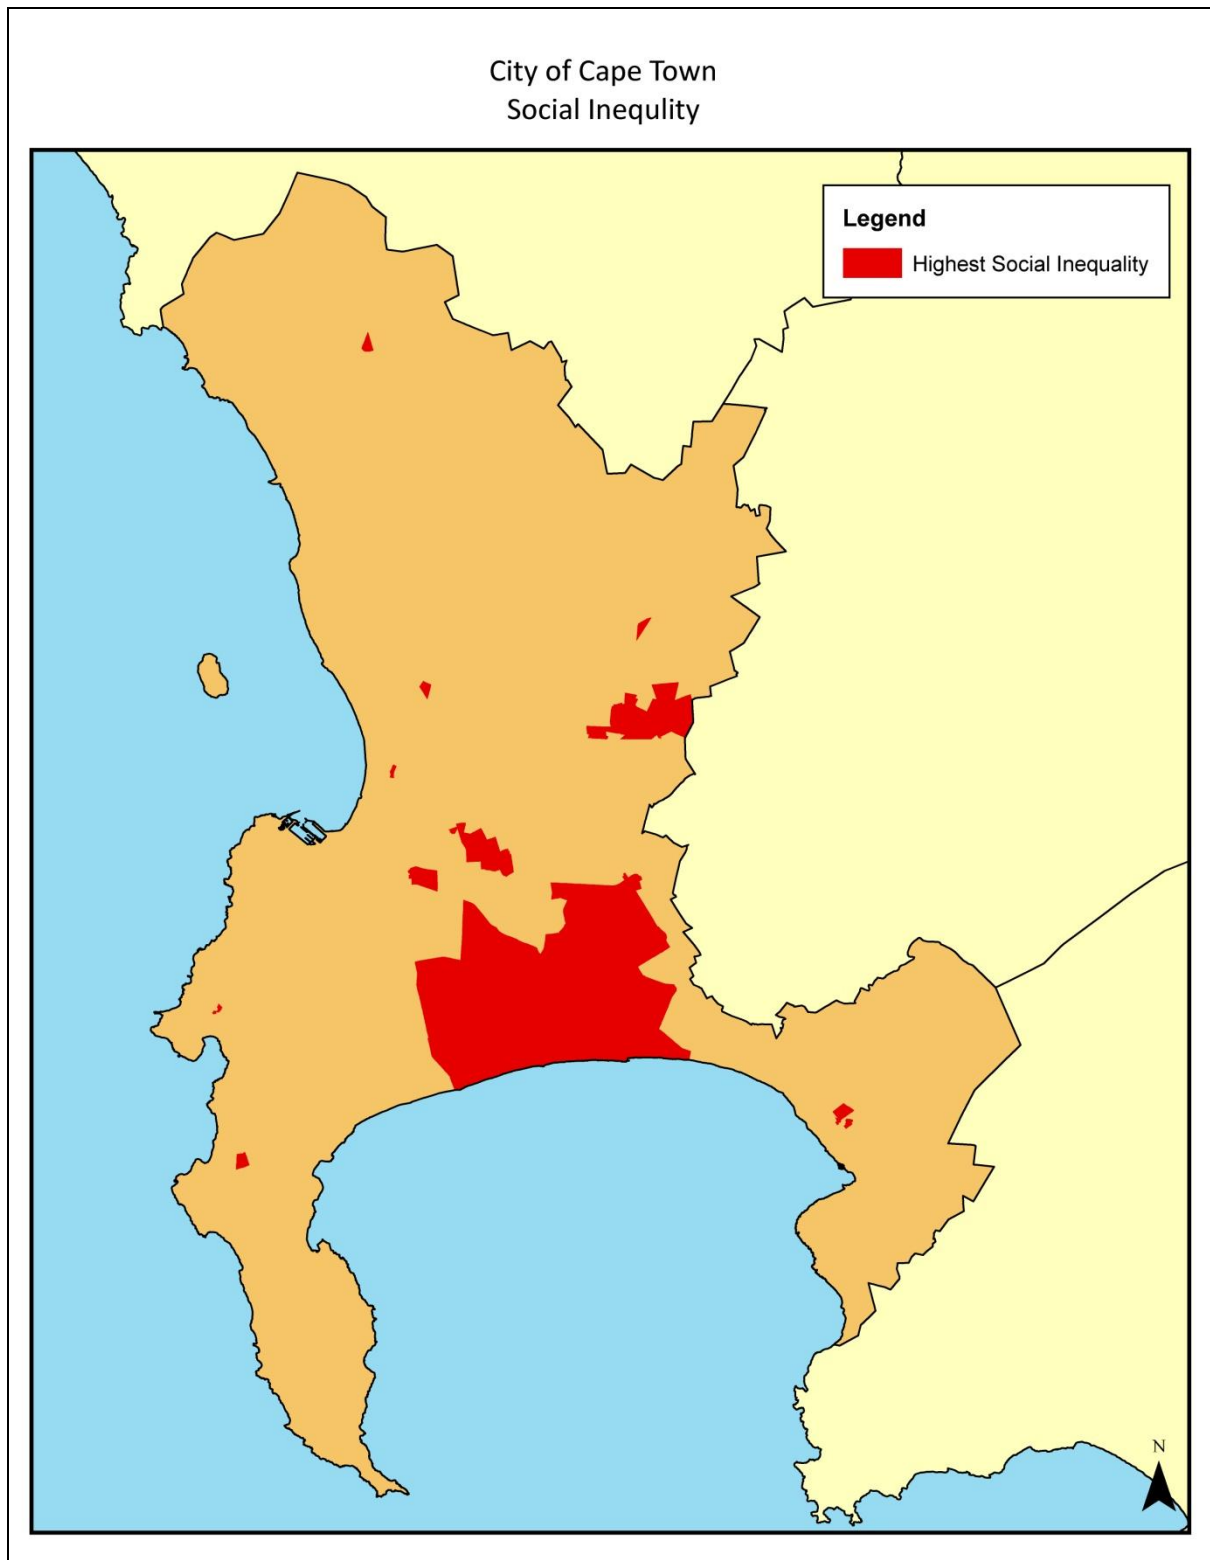 City of Cape Town
Social Inequlity
Legend
Highest Social Inequality
N